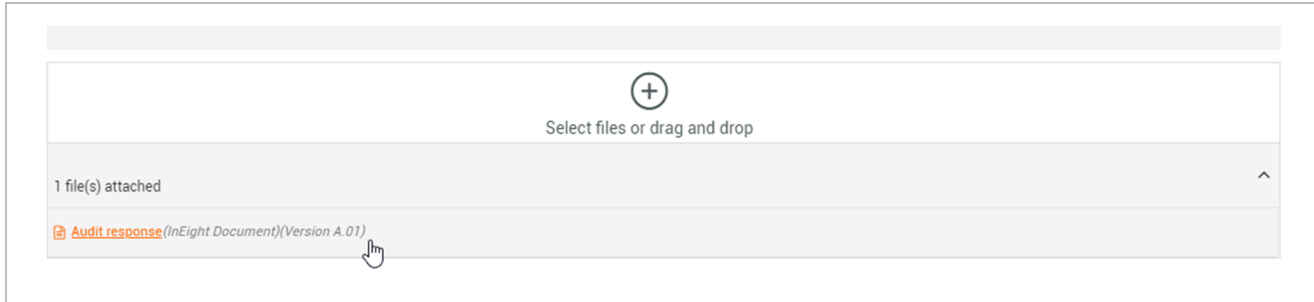 Select files or drag and drop
1 file(s) attached
Audit response(InEight Document)(Version A.01)